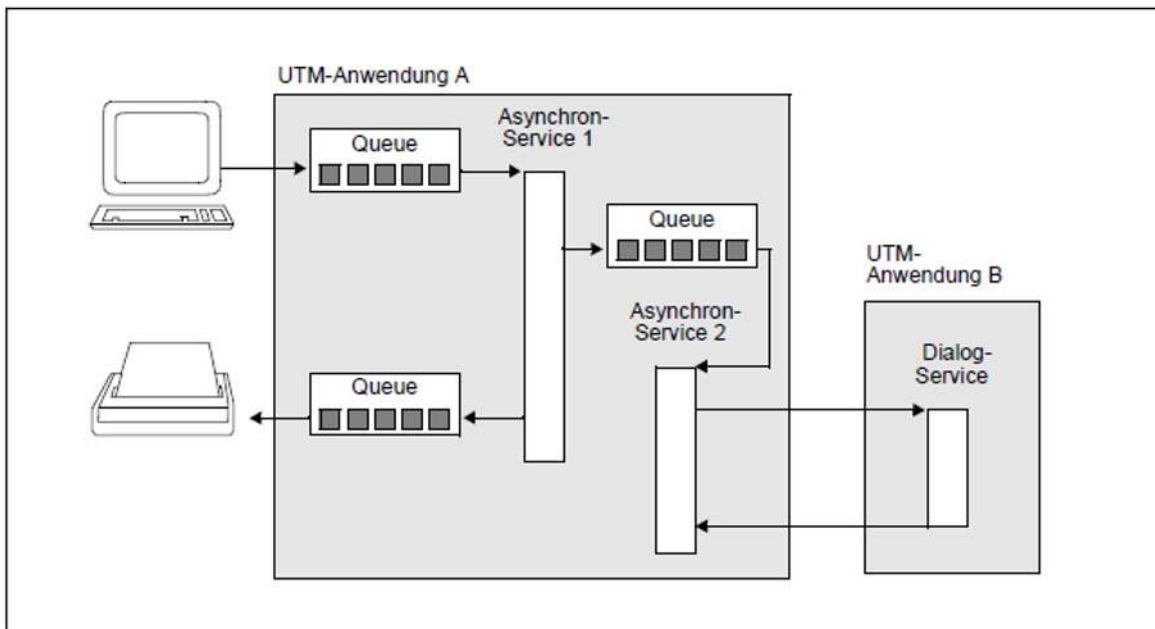 UTM-Anwendung A
Queue
Asynchron-
Service 1
Queue
UTM-
Anwendung B
Asynchron-
Service 2
Dialog-
Service
Queue